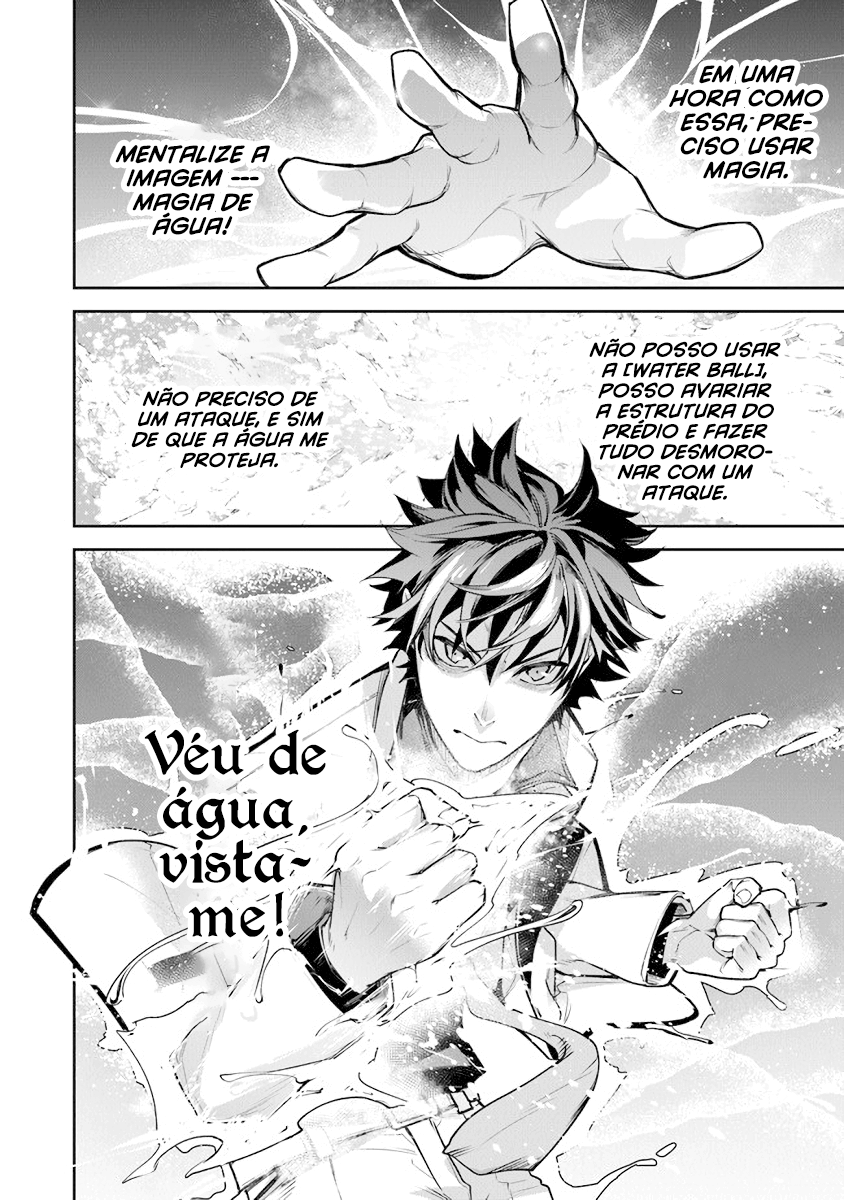 EM UMA
HORA COMO
ESSA, PRE-
CISO USAR
MAGIA.
MENTALIZE A
IMAGEM ---
MAGIA DE
ÁGUA!
NÃO POSSO USAR
A [WATER BALL],
POSSO AVARIAR
A ESTRUTURA DO
PRÉDIO E FAZER
TUDO DESMORO-
NAR COM UM
ATAQUE.
NÃO PRECISO DE
UM ATAQUE, E SIM
DE QUE A ÁGUA ME
PROTEJA.
Véu de
água,
vista-
me!